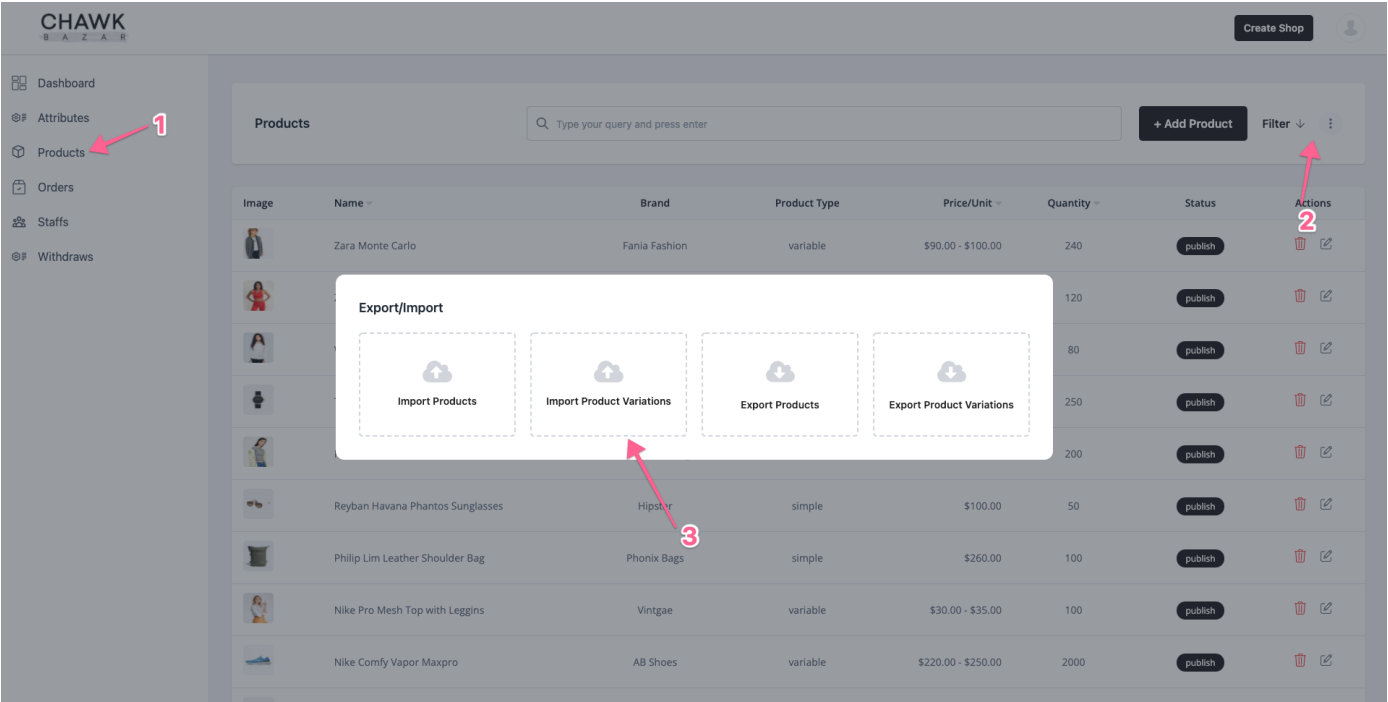 CHAWK
BAZAR
Create Shop
Dashboard
Attributes
1
Products
Orders
Staffs
Withdraws
Products
Type your query and press enter
+ Add Product
Filter ↓
2
Image Name Brand Product Type Price/Unit Quantity Status Actions
Zara Monte Carlo Fania Fashion variable $90.00 - $100.00 240 publish
120 publish
80 publish
250 publish
200 publish
Export/Import
Import Products
Import Product Variations
Export Products
Export Product Variations
3
Reyban Havana Phantos Sunglasses Hipster simple $100.00 50 publish
Philip Lim Leather Shoulder Bag Phonix Bags simple $260.00 100 publish
Nike Pro Mesh Top with Leggins Vintgae variable $30.00 - $35.00 100 publish
Nike Comfy Vapor Maxpro AB Shoes variable $220.00 - $250.00 2000 publish